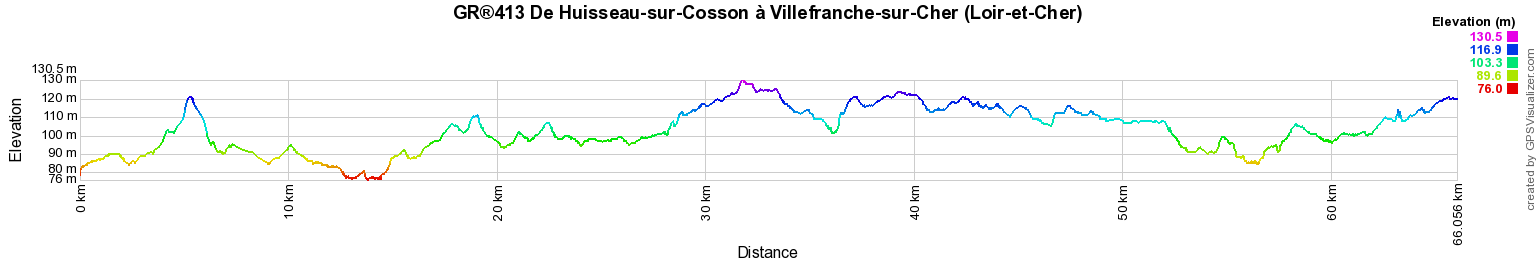 GR®413 De Huisseau-sur-Cosson à Villefranche-sur-Cher (Loir-et-Cher)
Elevation (m)
130.5
116.9
103.3
89.6
76.0
130.5 m
130 m
120 m
110 m
100 m
90 m
80 m
76 m
Elevation
0 km
10 km
20 km
30 km
40 km
50 km
60 km
66.056 km
Distance
created by GPSVisualizer.com